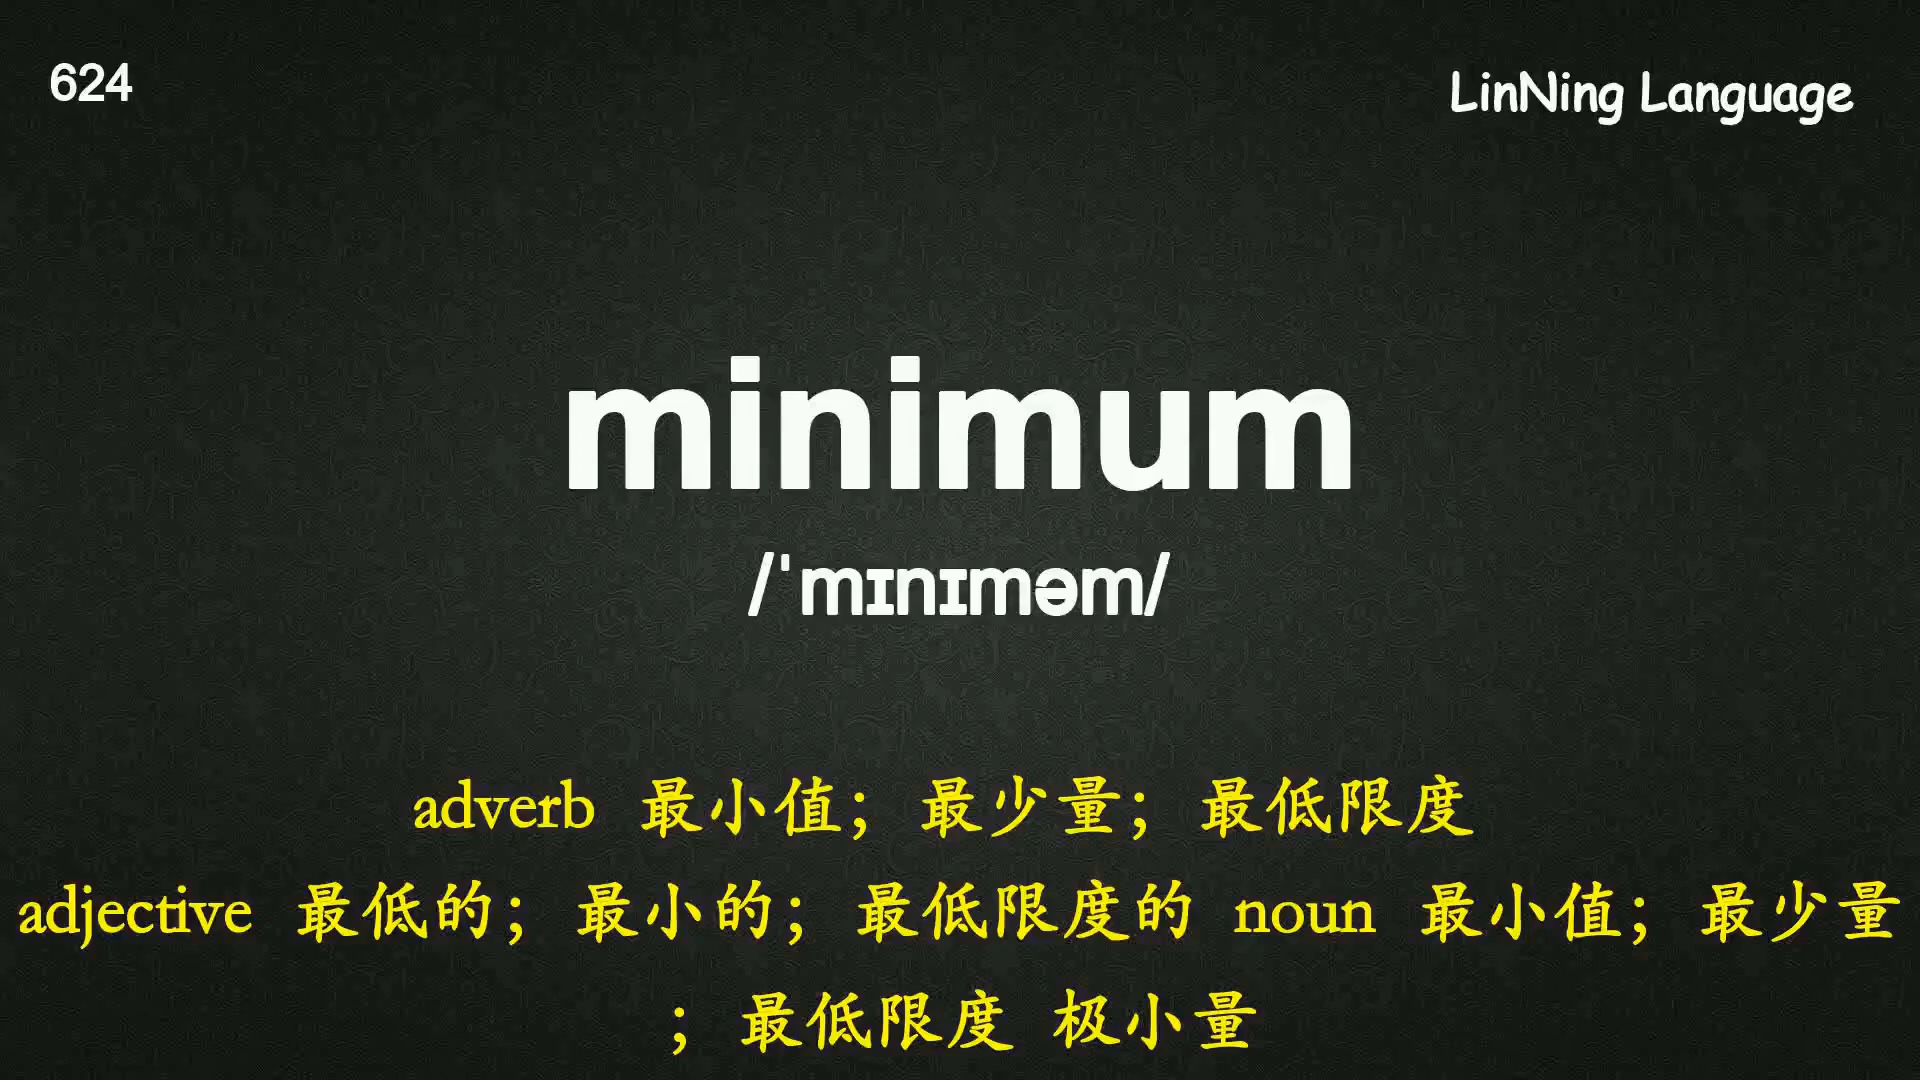 624
LinNing Language
minimum
/ˈmɪnɪməm/
adverb 最小值；最少量；最低限度
adjective 最低的；最小的；最低限度的 noun 最小值；最少量
；最低限度 极小量